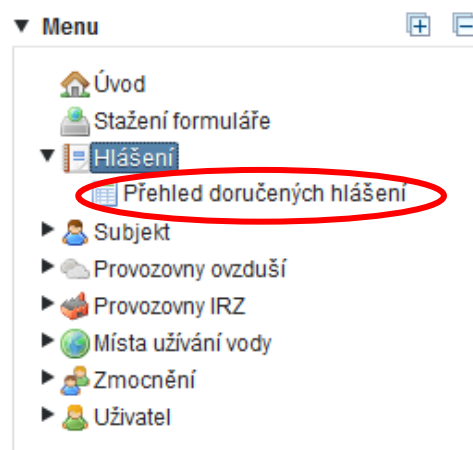 Menu
Úvod
Stažení formuláře
Hlášení
Přehled doručených hlášení
Subjekt
Provozovny ovzduší
Provozovny IRZ
Místa užívání vody
Zmocnění
Uživatel